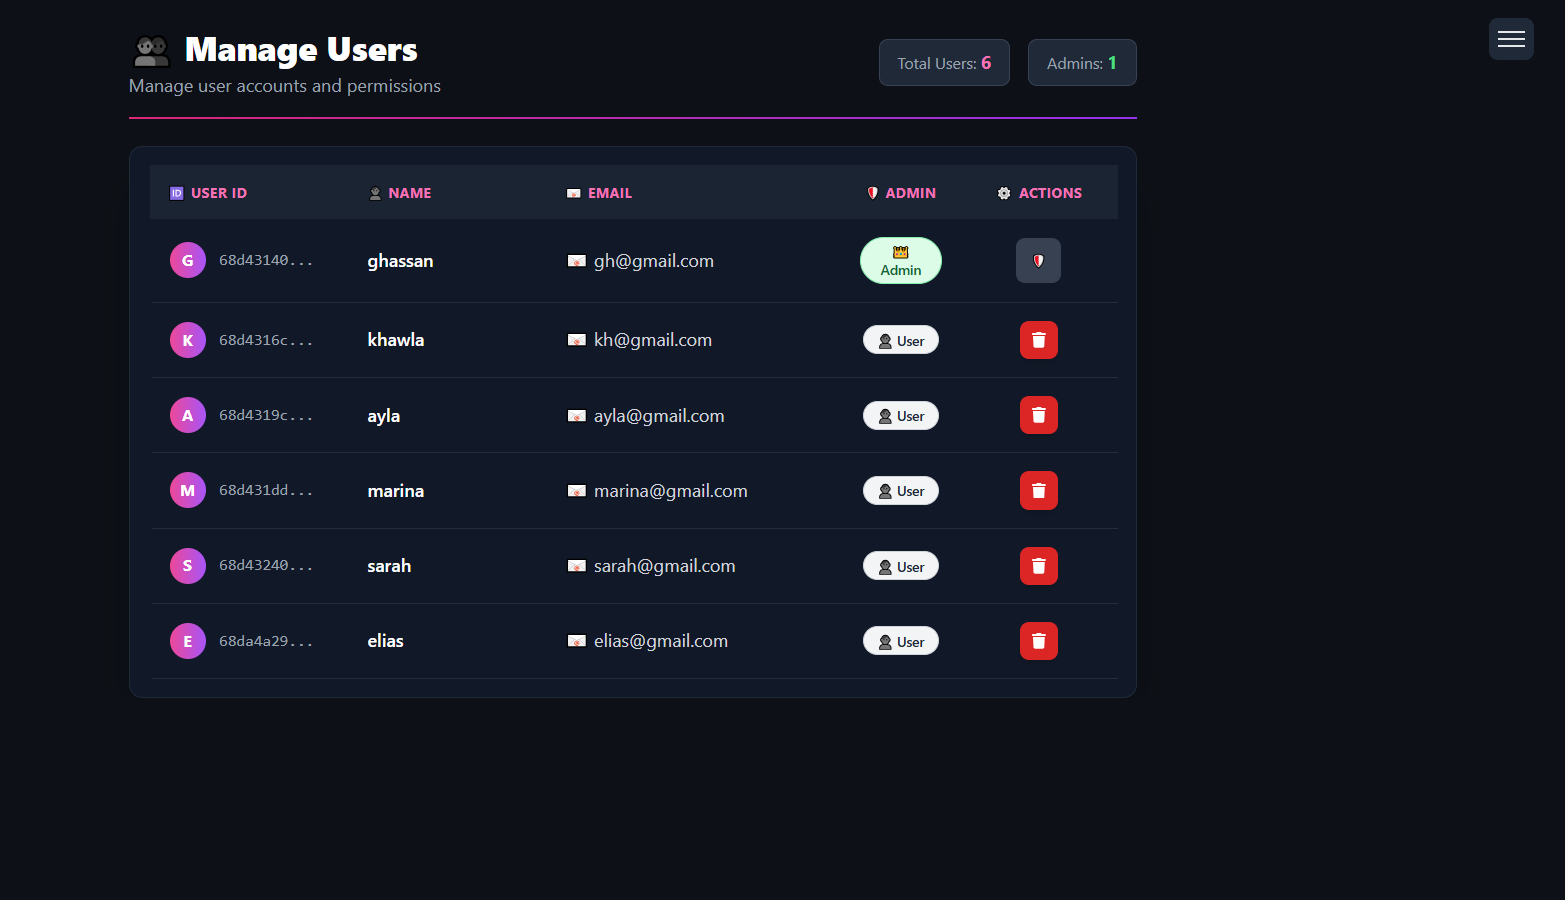 Manage Users
Manage user accounts and permissions
Total Users: 6
Admins: 1
ID USER ID NAME EMAIL ADMIN ACTIONS
G 68d43140... ghassan gh@gmail.com Admin
K 68d4316c... khawla kh@gmail.com User
A 68d4319c... ayla ayla@gmail.com User
M 68d431dd... marina marina@gmail.com User
S 68d43240... sarah sarah@gmail.com User
E 68da4a29... elias elias@gmail.com User